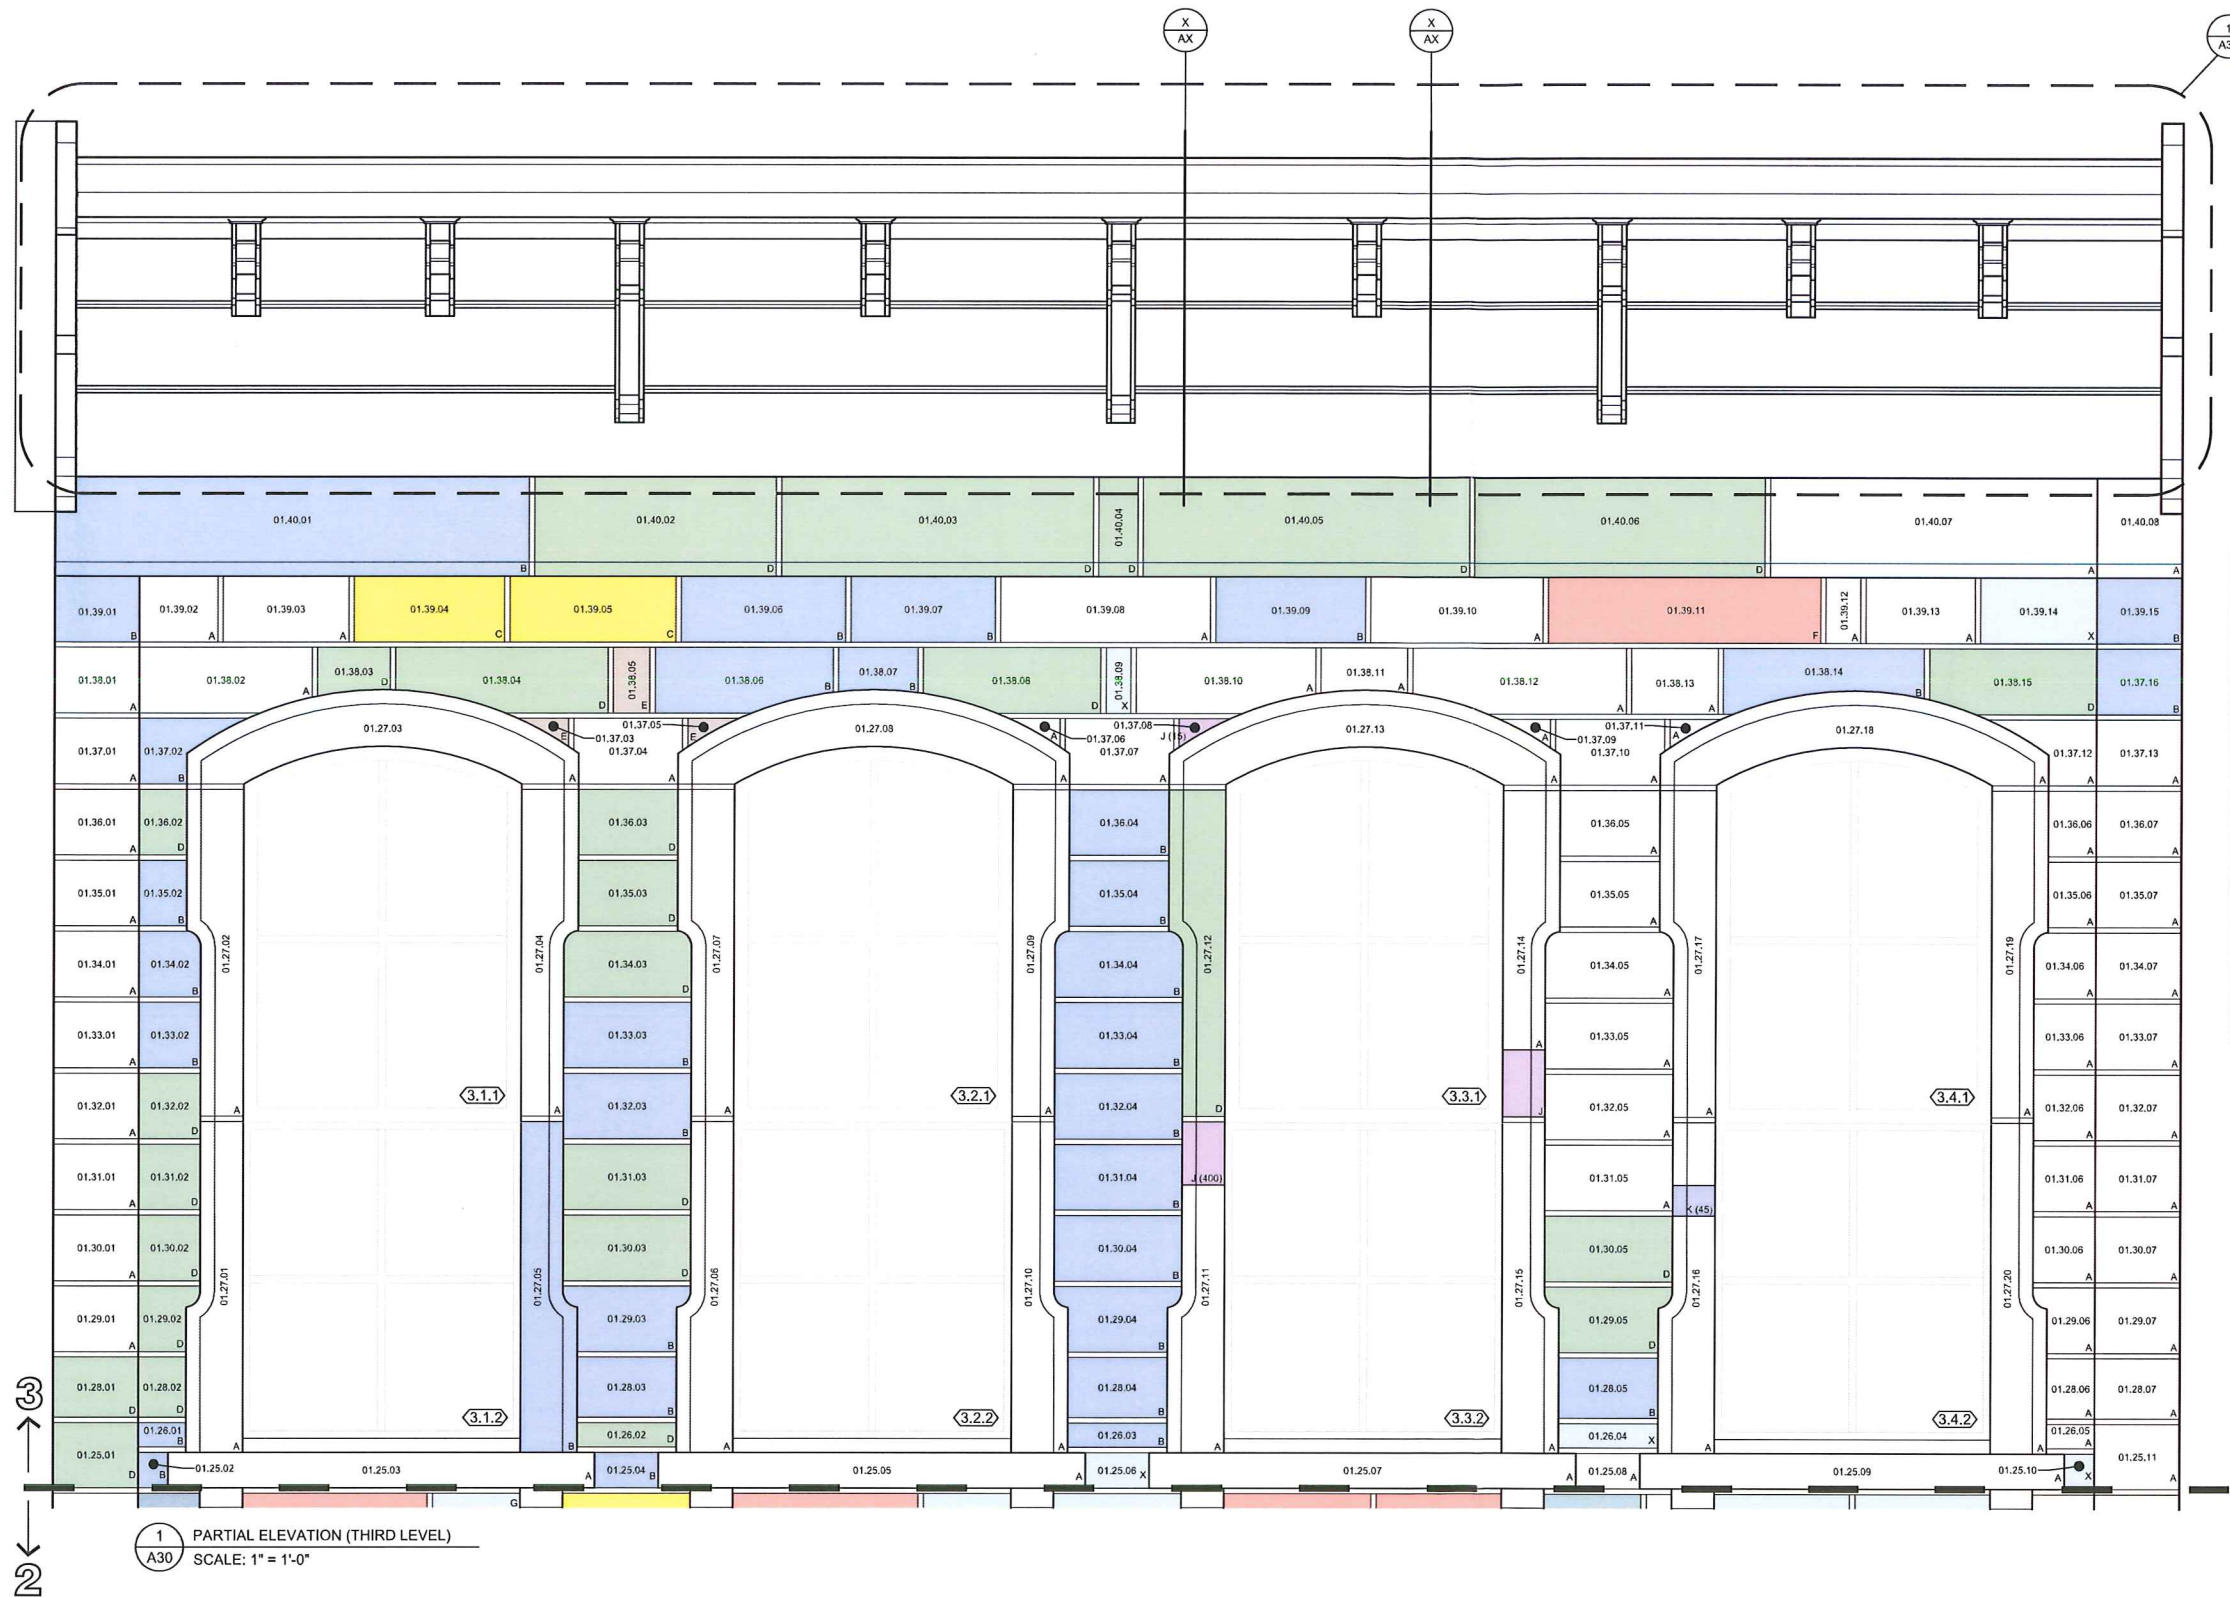 X
AX
X
AX
1
01.40.01 B
01.40.02 D
01.40.03 D
01.40.04 D
01.40.05 D
01.40.06 D
01.40.07 A
01.40.08 A
01.39.01 B
01.39.02 A
01.39.03 A
01.39.04 C
01.39.05 C
01.39.06 B
01.39.07 B
01.39.08 A
01.39.09 B
01.39.10 A
01.39.11 F
01.39.12 A
01.39.13 A
01.39.14 X
01.39.15 B
01.38.01 A
01.38.02 A
01.38.03 D
01.38.04 D
01.38.05 E
01.38.06 B
01.38.07 B
01.38.08 D
01.38.09 X
01.38.10 A
01.38.11 A
01.38.12 A
01.38.13 A
01.38.14 B
01.38.15 D
01.37.16 B
01.37.01 A
01.37.02 B
01.27.03 A
E 01.37.03
01.37.04 A
01.37.05 E
01.27.08 A
A 01.37.06
01.37.07 A
01.37.08 J (15)
01.27.13 A
A 01.37.09
01.37.10 A
01.37.11 A
01.27.18 A
01.37.12 A
01.37.13 A
01.36.01 A
01.36.02 D
01.36.03 D
01.36.04 B
01.36.05 A
01.36.06 A
01.36.07 A
01.35.01 A
01.35.02 B
01.35.03 D
01.35.04 B
01.35.05 A
01.35.06 A
01.35.07 A
01.34.01 A
01.34.02 B
01.27.02 A
01.27.04 A
01.34.03 D
01.27.07 A
01.27.09 A
01.34.04 B
01.27.12 D
01.27.14 A
01.34.05 A
01.27.17 A
01.27.19 A
01.34.06 A
01.34.07 A
01.33.01 A
01.33.02 B
01.33.03 B
01.33.04 B
01.33.05 A
01.33.06 A
01.33.07 A
01.32.01 A
01.32.02 D
3.1.1
01.32.03 B
3.2.1
01.32.04 B
3.3.1
J
01.32.05 A
3.4.1
01.32.06 A
01.32.07 A
01.31.01 A
01.31.02 D
01.31.03 D
01.31.04 B
J (400)
01.31.05 A
K (45)
01.31.06 A
01.31.07 A
01.30.01 A
01.30.02 D
01.30.03 D
01.30.04 B
01.30.05 D
01.30.06 A
01.30.07 A
01.29.01 A
01.29.02 D
01.27.01 A
01.27.05 B
01.29.03 B
01.27.06 A
01.27.10 A
01.29.04 B
01.27.11 A
01.27.15 A
01.29.05 D
01.27.16 A
01.27.20 A
01.29.06 A
01.29.07 A
3
01.28.01 D
01.28.02 D
3.1.2
01.28.03 B
3.2.2
01.28.04 B
3.3.2
01.28.05 B
3.4.2
01.28.06 A
01.28.07 A
01.26.01 B
01.26.02 D
01.26.03 B
01.26.04 X
01.26.05 A
01.25.01 D
B 01.25.02
01.25.03 A
01.25.04 B
01.25.05 A
01.25.06 X
01.25.07 A
01.25.08 A
01.25.09 A
01.25.10 X
01.25.11 A
G
2
1
A30
PARTIAL ELEVATION (THIRD LEVEL)
SCALE: 1" = 1'-0"